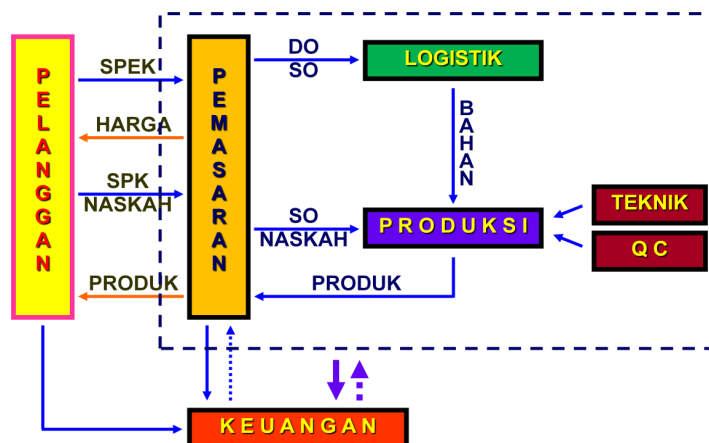 PELANGGAN
SPEK
HARGA
SPK
NASKAH
PRODUK
PEMASARAN
DO
SO
LOGISTIK
BAHAN
SO
NASKAH
PRODUKSI
PRODUK
TEKNIK
QC
KEUANGAN